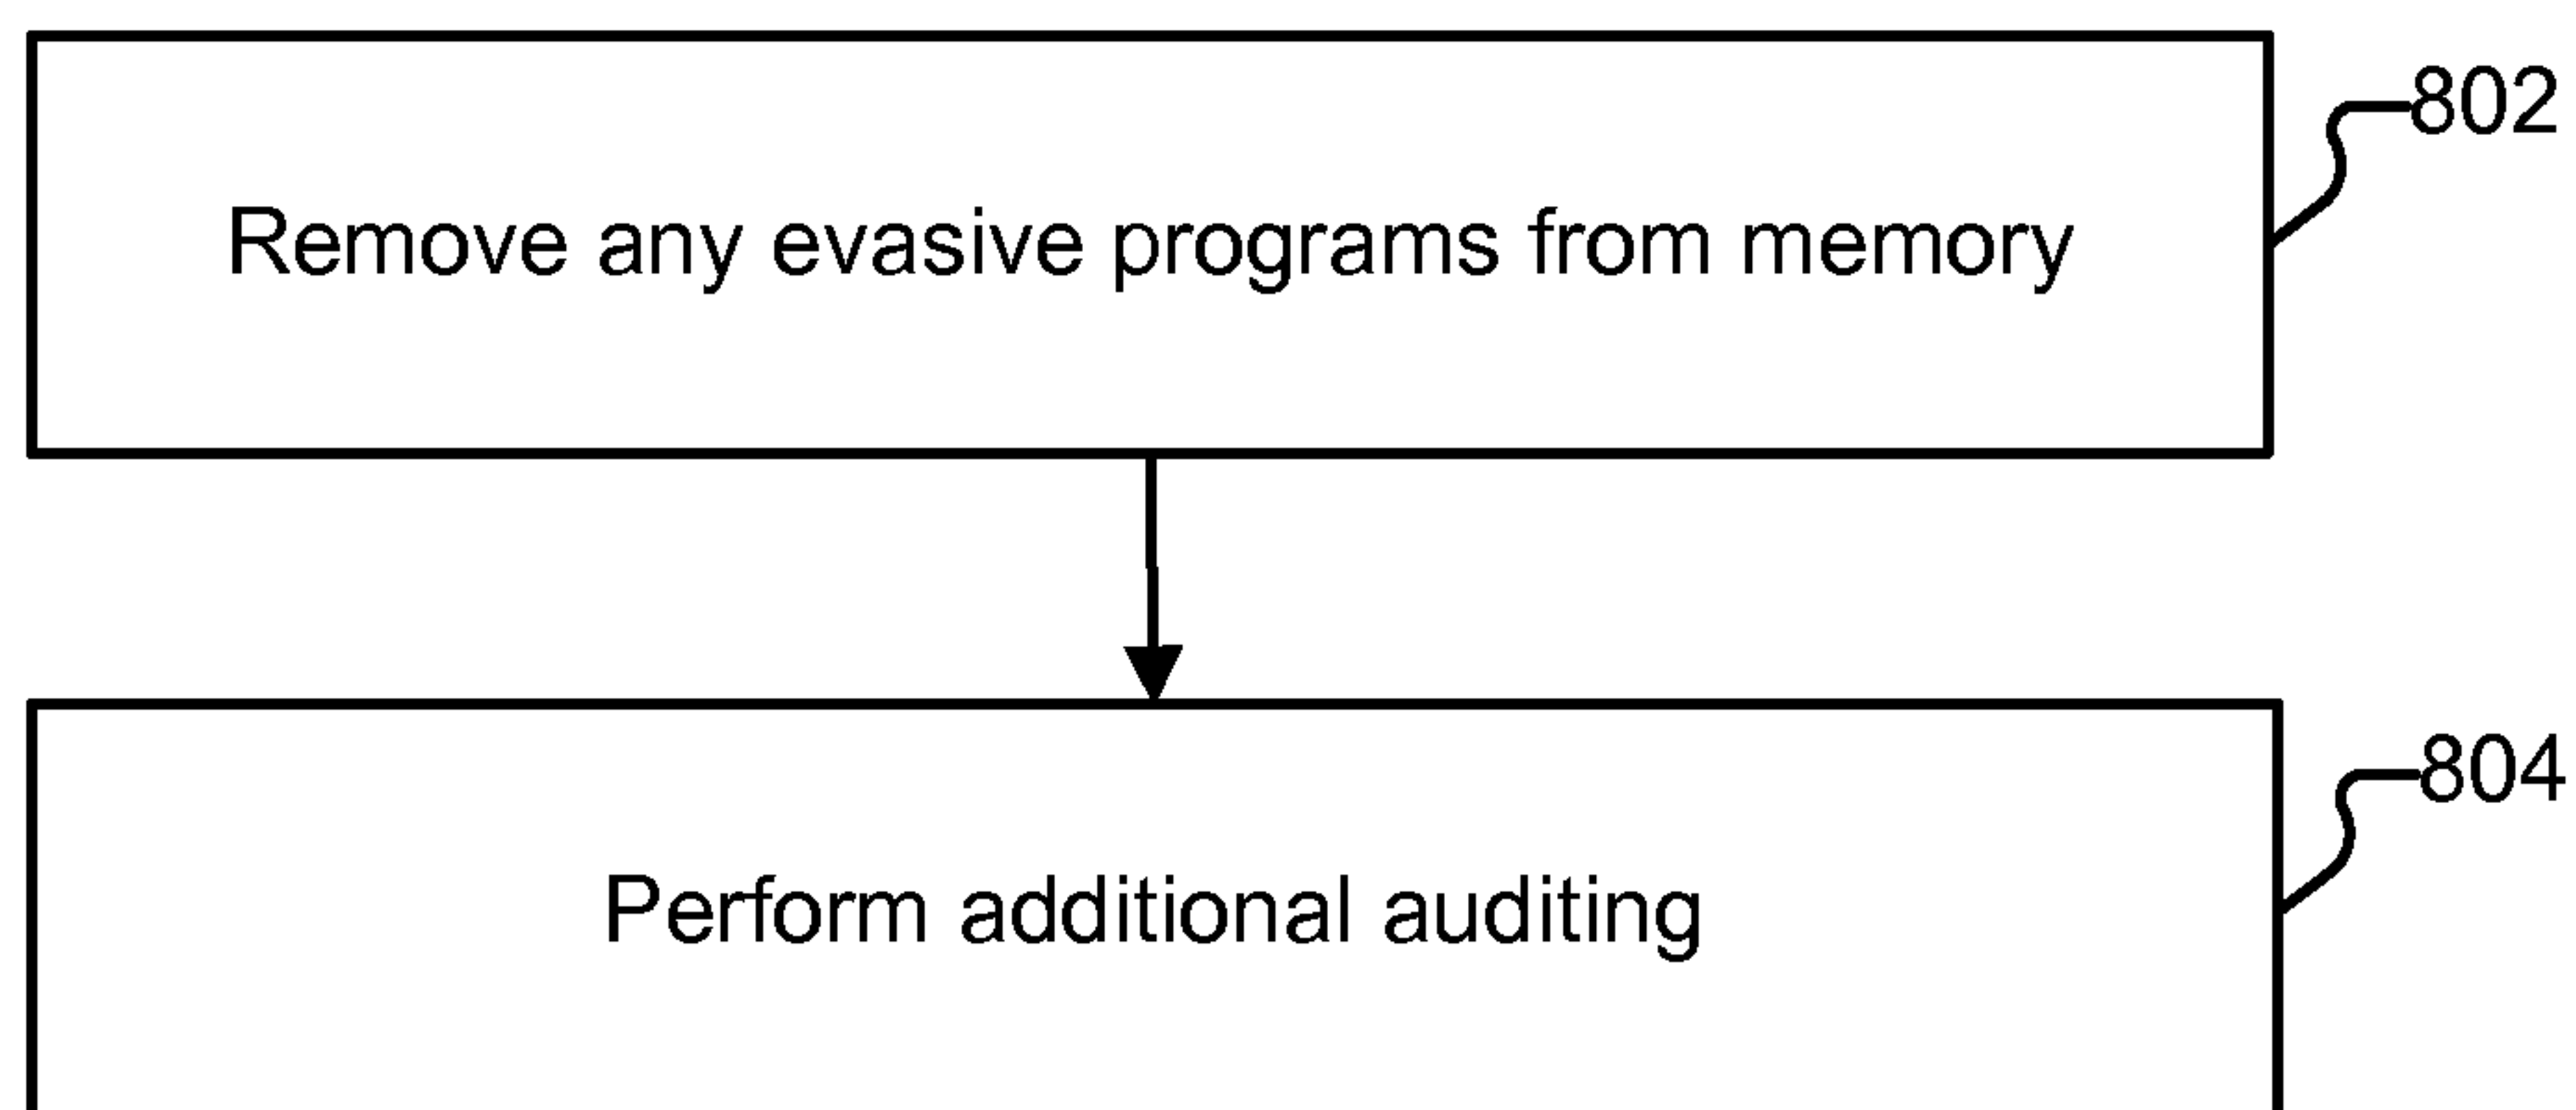 802
Remove any evasive programs from memory
804
Perform additional auditing